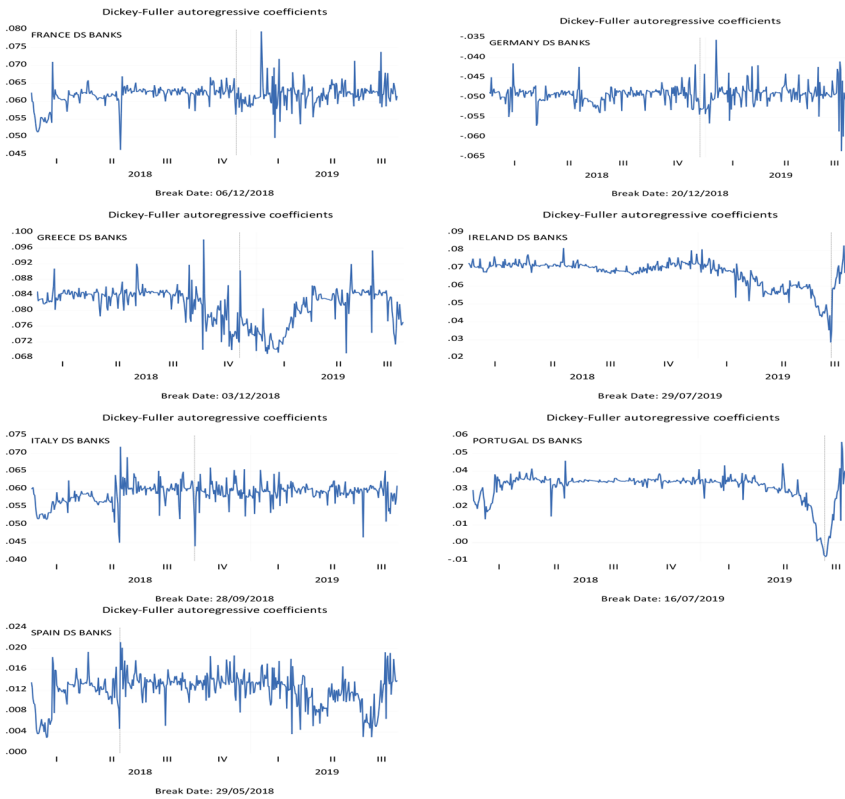 Dickey-Fuller autoregressive coefficients
.080
FRANCE DS BANKS
.075
.070
.065
.060
.055
.050
.045
I II III IV I II III
2018 2019
Break Date: 06/12/2018
Dickey-Fuller autoregressive coefficients
-.035
GERMANY DS BANKS
-.040
-.045
-.050
-.055
-.060
-.065
I II III IV I II III
2018 2019
Break Date: 20/12/2018
Dickey-Fuller autoregressive coefficients
.100
GREECE DS BANKS
.096
.092
.088
.084
.080
.076
.072
.068
I II III IV I II III
2018 2019
Break Date: 03/12/2018
Dickey-Fuller autoregressive coefficients
.09
IRELAND DS BANKS
.08
.07
.06
.05
.04
.03
.02
I II III IV I II III
2018 2019
Break Date: 29/07/2019
Dickey-Fuller autoregressive coefficients
.075
ITALY DS BANKS
.070
.065
.060
.055
.050
.045
.040
I II III IV I II III
2018 2019
Break Date: 28/09/2018
Dickey-Fuller autoregressive coefficients
.06
PORTUGAL DS BANKS
.05
.04
.03
.02
.01
.00
-.01
I II III IV I II III
2018 2019
Break Date: 16/07/2019
Dickey-Fuller autoregressive coefficients
.024
SPAIN DS BANKS
.020
.016
.012
.008
.004
.000
I II III IV I II III
2018 2019
Break Date: 29/05/2018